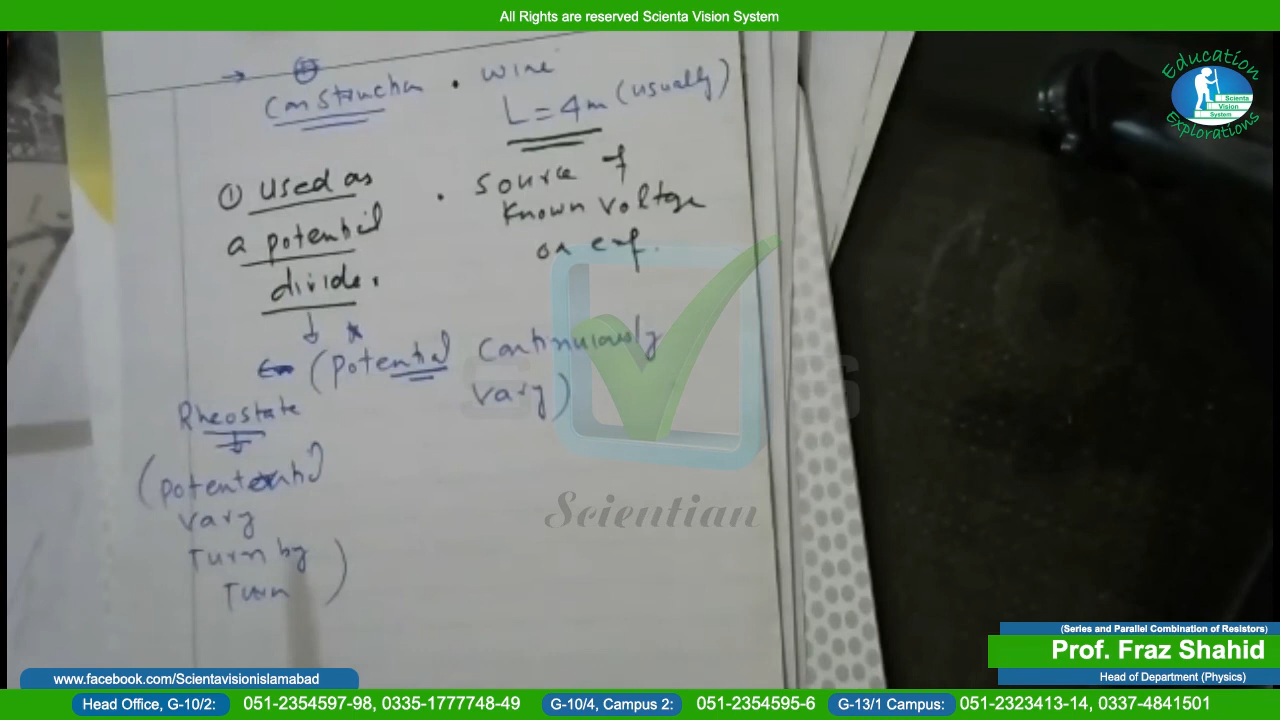 All Rights are reserved Scienta Vision System
Education
Scienta
Vision
System
Explorations
→
Construction . wire
L = 4m (usually)
① Used as
a potential
divider
. Source of
Known voltage
or emf.
(Potential Continuously
vary)
Rheostate
(Potential
vary
Turn by
Turn)
Scientian
(Series and Parallel Combination of Resistors)
Prof. Fraz Shahid
Head of Department (Physics)
www.facebook.com/Scientavisionislamabad
Head Office, G-10/2: 051-2354597-98, 0335-1777748-49 G-10/4, Campus 2: 051-2354595-6 G-13/1 Campus: 051-2323413-14, 0337-4841501